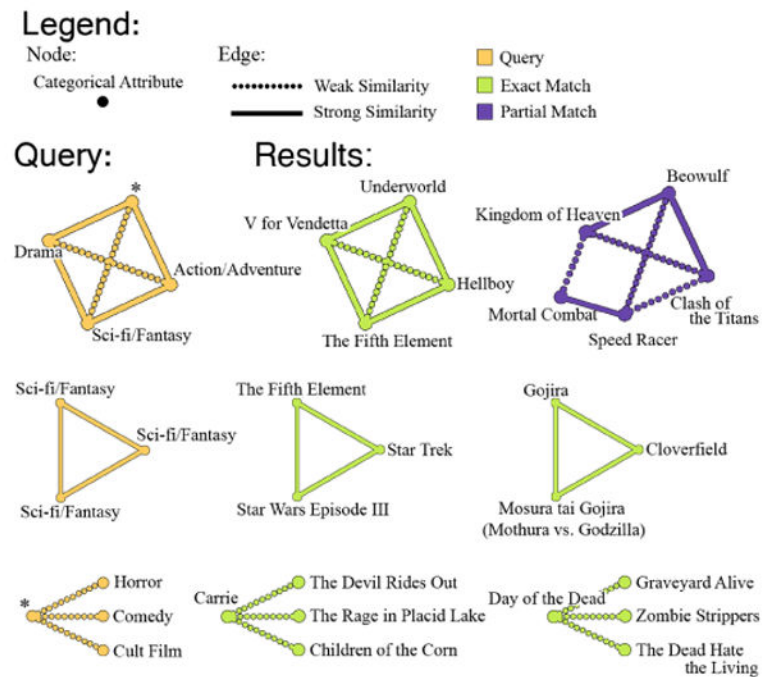 Legend:
Node:
Edge:
Categorical Attribute
Weak Similarity
Strong Similarity
Query
Exact Match
Partial Match
Query:
Results:
*
Drama
Action/Adventure
Sci-fi/Fantasy
Underworld
V for Vendetta
Hellboy
The Fifth Element
Beowulf
Kingdom of Heaven
Clash of
the Titans
Mortal Combat
Speed Racer
Sci-fi/Fantasy
Sci-fi/Fantasy
Sci-fi/Fantasy
The Fifth Element
Star Trek
Star Wars Episode III
Gojira
Cloverfield
Mosura tai Gojira
(Mothura vs. Godzilla)
*
Horror
Comedy
Cult Film
Carrie
The Devil Rides Out
The Rage in Placid Lake
Children of the Corn
Day of the Dead
Graveyard Alive
Zombie Strippers
The Dead Hate
the Living